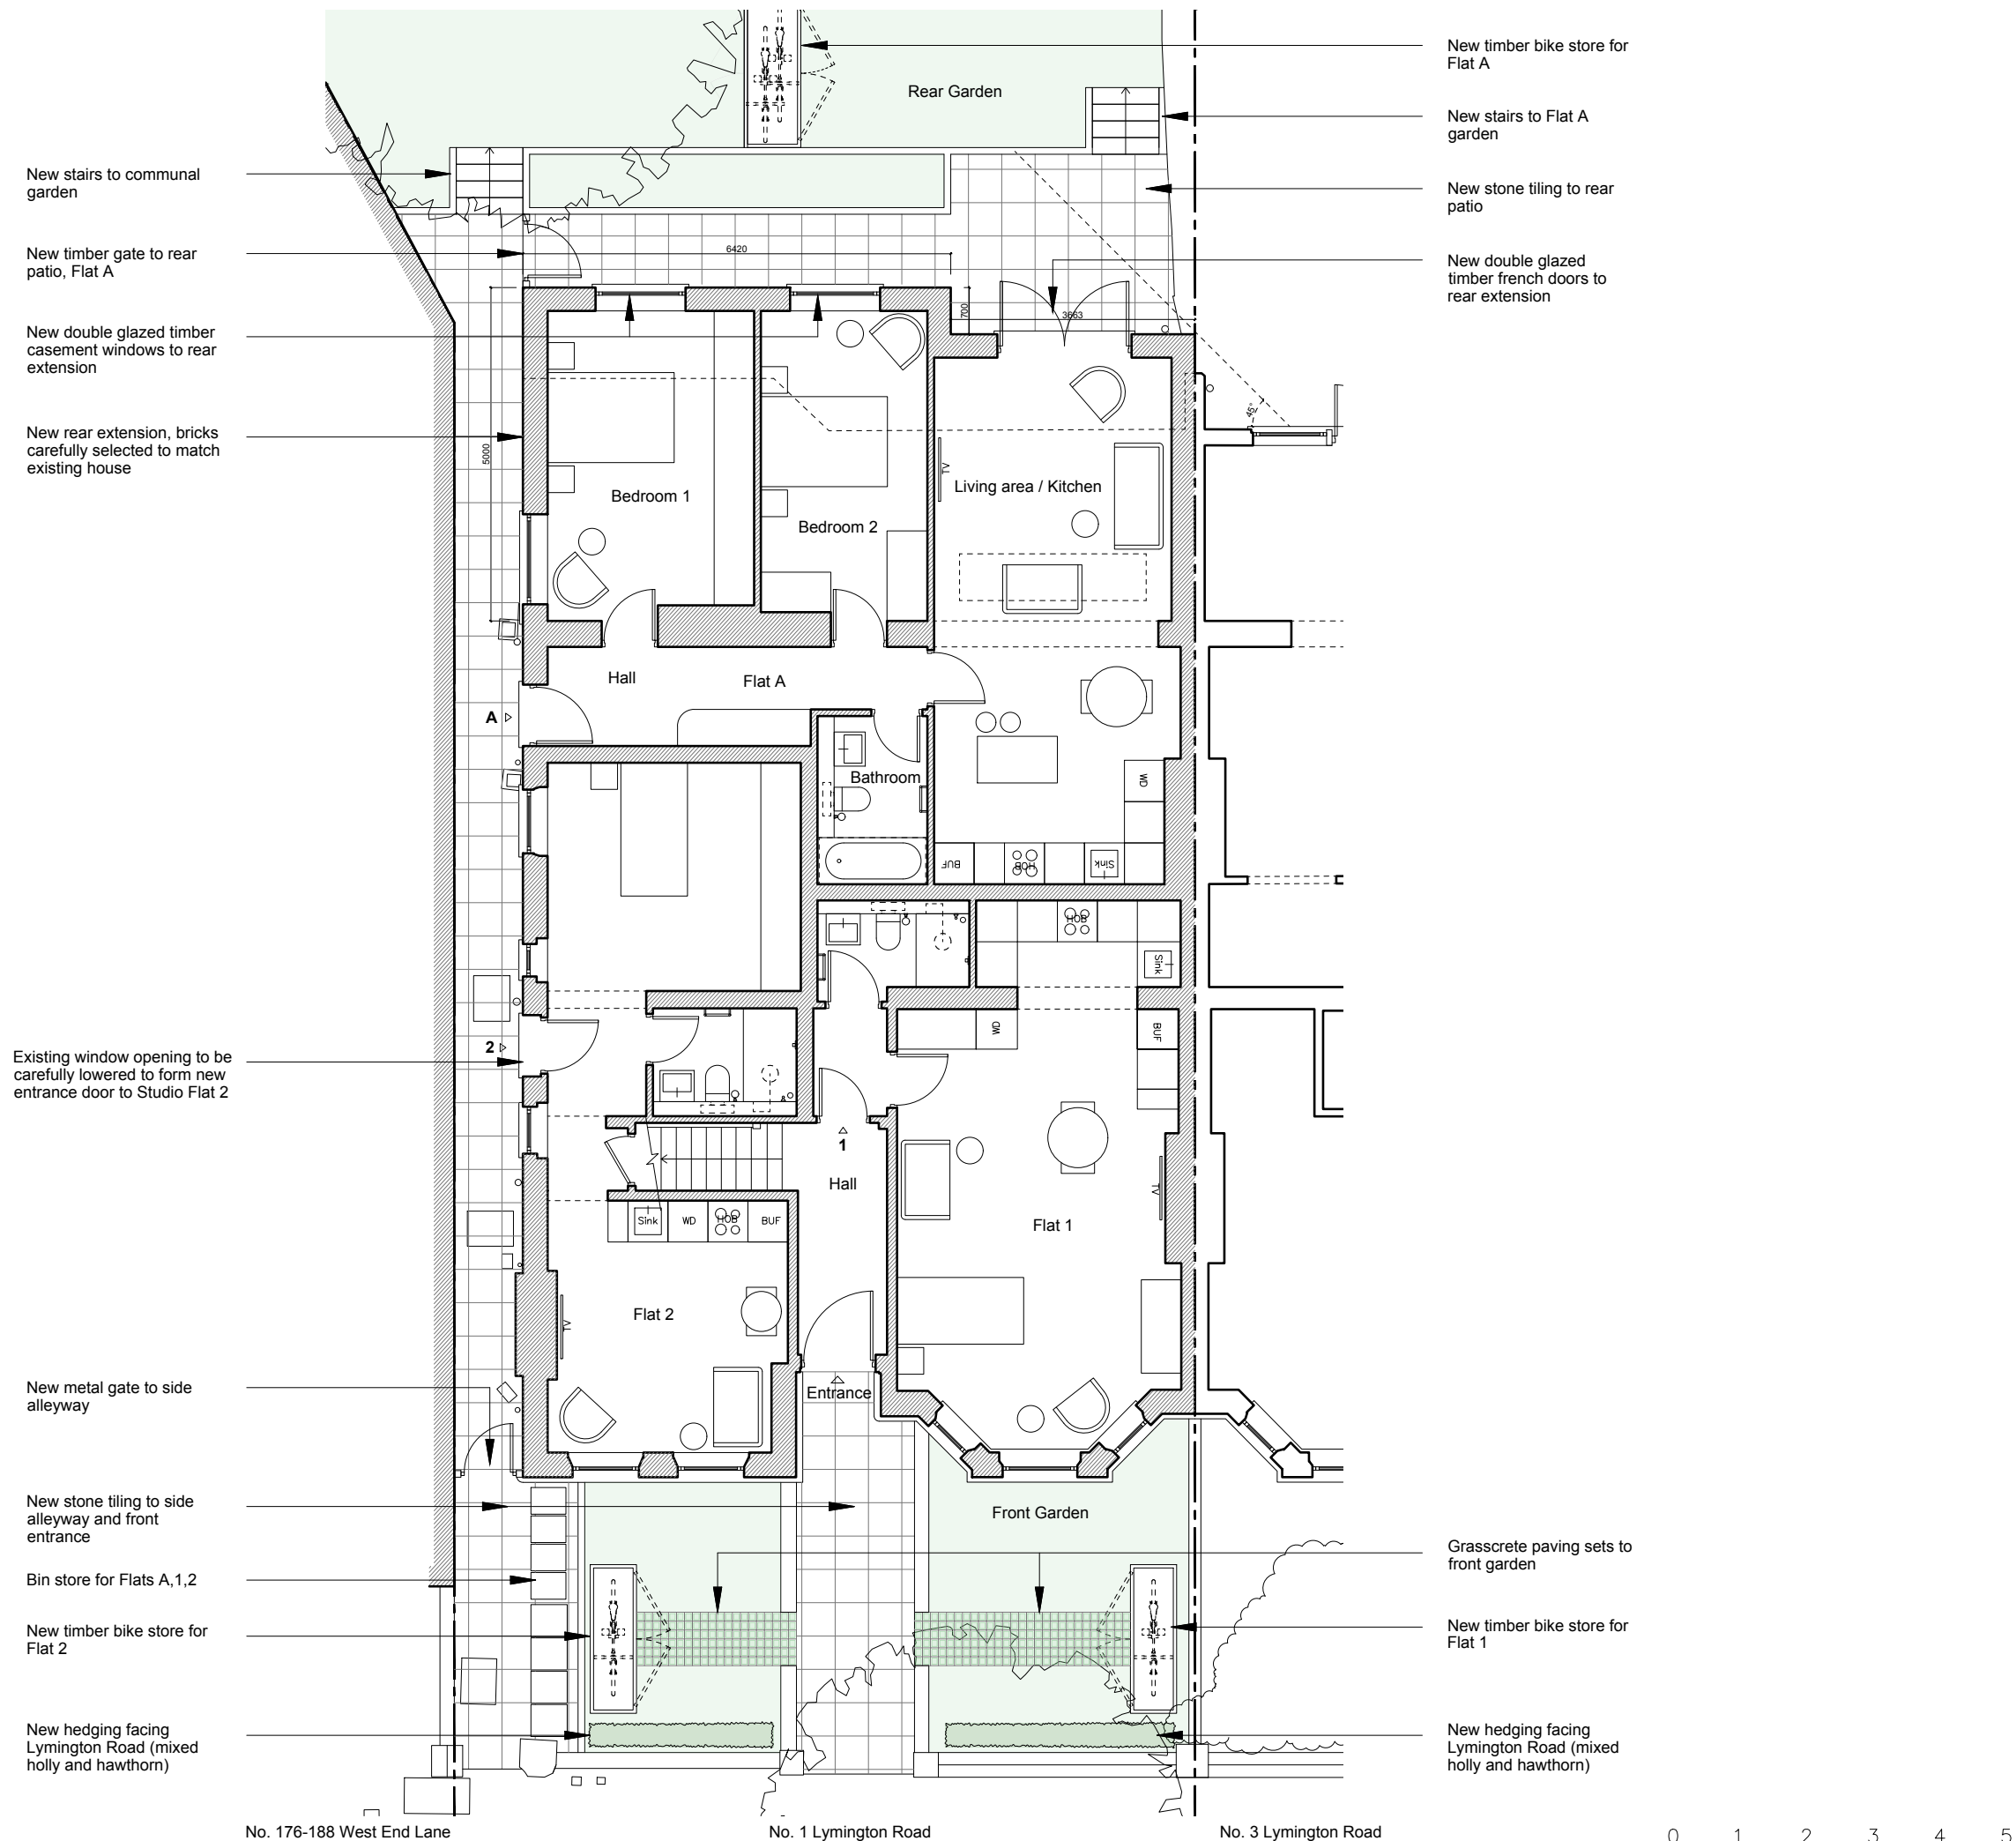 New timber bike store for
Flat A
Rear Garden
New stairs to Flat A
garden
New stairs to communal
garden
New stone tiling to rear
patio
New timber gate to rear
patio, Flat A
6420
New double glazed
timber french doors to
rear extension
700
3663
New double glazed timber
casement windows to rear
extension
45°
New rear extension, bricks
carefully selected to match
existing house
5000
TV
Living area / Kitchen
Bedroom 1
Bedroom 2
Hall
Flat A
A
Bathroom
WD
BUF
HOB
Sink
HOB
Sink
WD
BUF
2
Existing window opening to be
carefully lowered to form new
entrance door to Studio Flat 2
1
Hall
TV
Sink
WD
HOB
BUF
Flat 1
Flat 2
TV
New metal gate to side
alleyway
Entrance
New stone tiling to side
alleyway and front
entrance
Front Garden
Grasscrete paving sets to
front garden
Bin store for Flats A,1,2
New timber bike store for
Flat 2
New timber bike store for
Flat 1
New hedging facing
Lymington Road (mixed
holly and hawthorn)
New hedging facing
Lymington Road (mixed
holly and hawthorn)
No. 176-188 West End Lane
No. 1 Lymington Road
No. 3 Lymington Road
0 1 2 3 4 5